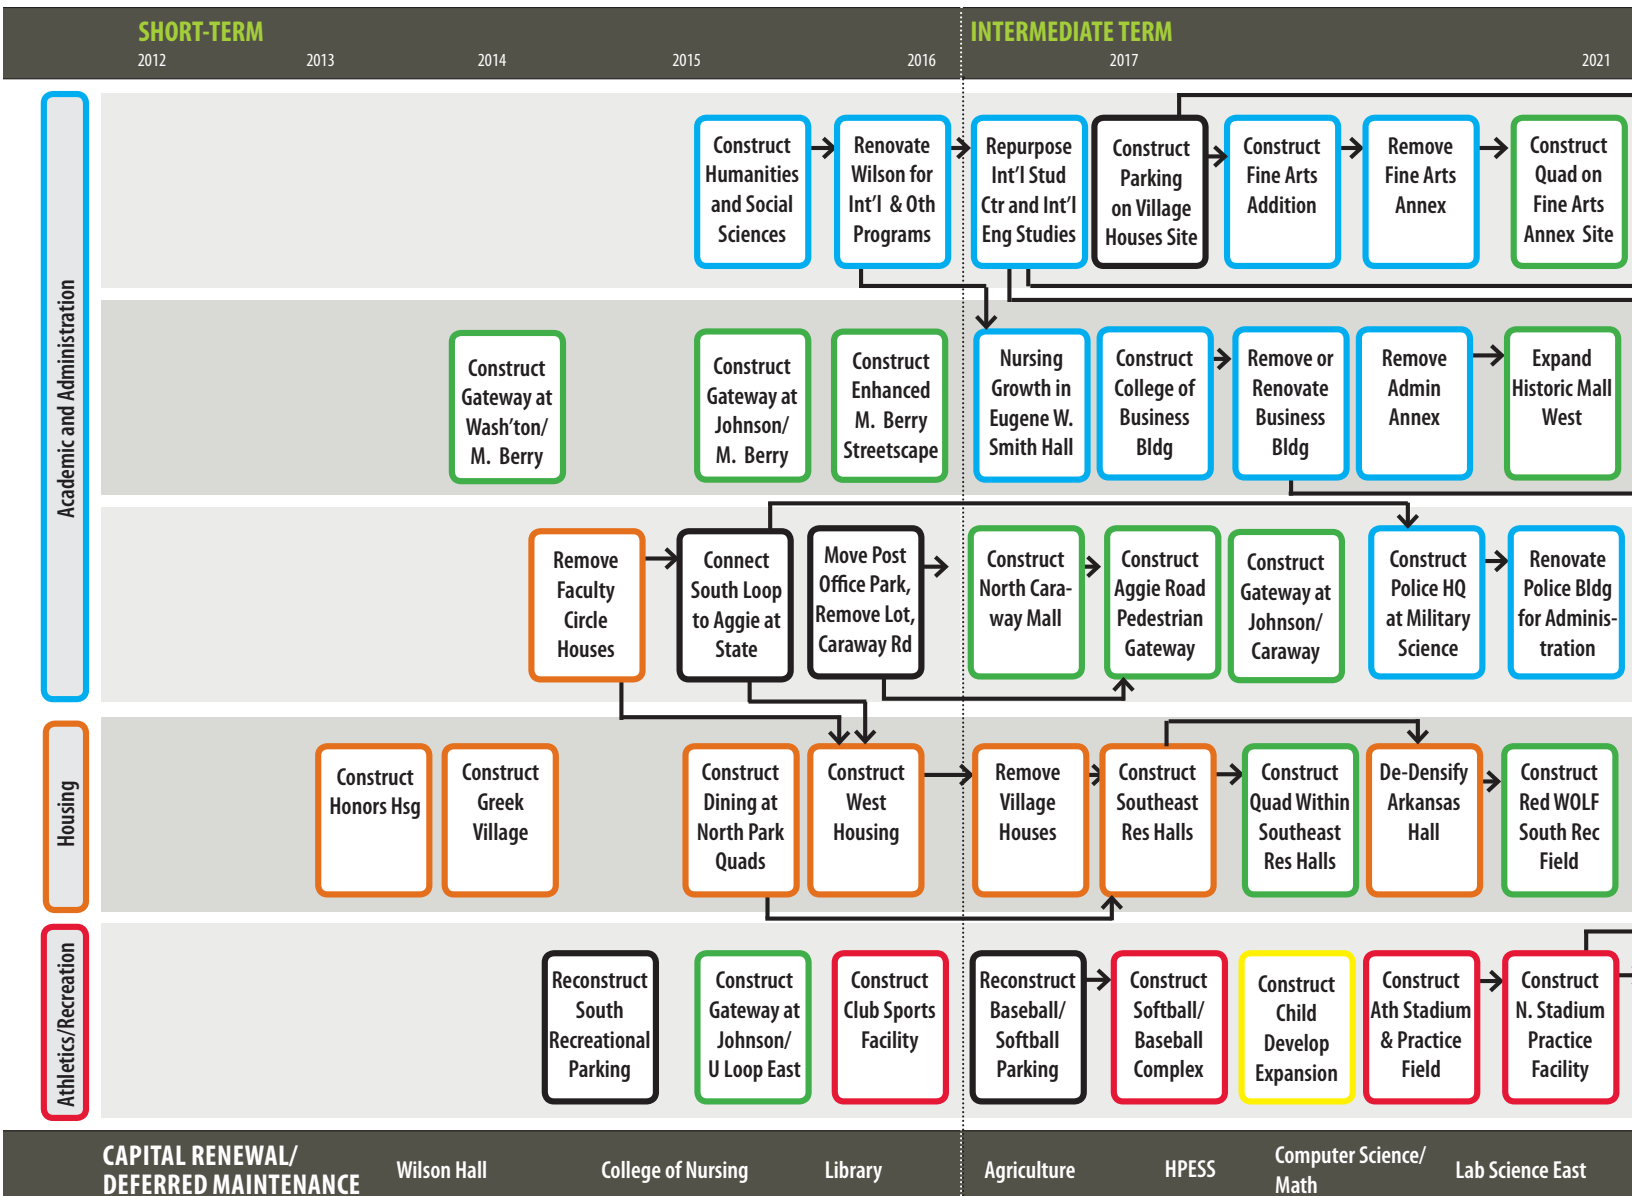 SHORT-TERM
INTERMEDIATE TERM
2012
2013
2014
2015
2016
2017
2021
Academic and Administration
Construct
Humanities
and Social
Sciences
Renovate
Wilson for
Int'l & Oth
Programs
Repurpose
Int'l Stud
Ctr and Int'l
Eng Studies
Construct
Parking
on Village
Houses Site
Construct
Fine Arts
Addition
Remove
Fine Arts
Annex
Construct
Quad on
Fine Arts
Annex Site
Construct
Gateway at
Wash'ton/
M. Berry
Construct
Gateway at
Johnson/
M. Berry
Construct
Enhanced
M. Berry
Streetscape
Nursing
Growth in
Eugene W.
Smith Hall
Construct
College of
Business
Bldg
Remove or
Renovate
Business
Bldg
Remove
Admin
Annex
Expand
Historic Mall
West
Remove
Faculty
Circle
Houses
Connect
South Loop
to Aggie at
State
Move Post
Office Park,
Remove Lot,
Caraway Rd
Construct
North Cara-
way Mall
Construct
Aggie Road
Pedestrian
Gateway
Construct
Gateway at
Johnson/
Caraway
Construct
Police HQ
at Military
Science
Renovate
Police Bldg
for Adminis-
tration
Housing
Construct
Honors Hsg
Construct
Greek
Village
Construct
Dining at
North Park
Quads
Construct
West
Housing
Remove
Village
Houses
Construct
Southeast
Res Halls
Construct
Quad Within
Southeast
Res Halls
De-Densify
Arkansas
Hall
Construct
Red WOLF
South Rec
Field
Athletics/Recreation
Reconstruct
South
Recreational
Parking
Construct
Gateway at
Johnson/
U Loop East
Construct
Club Sports
Facility
Reconstruct
Baseball/
Softball
Parking
Construct
Softball/
Baseball
Complex
Construct
Child
Develop
Expansion
Construct
Ath Stadium
& Practice
Field
Construct
N. Stadium
Practice
Facility
CAPITAL RENEWAL/
DEFERRED MAINTENANCE
Wilson Hall
College of Nursing
Library
Agriculture
HPESS
Computer Science/
Math
Lab Science East